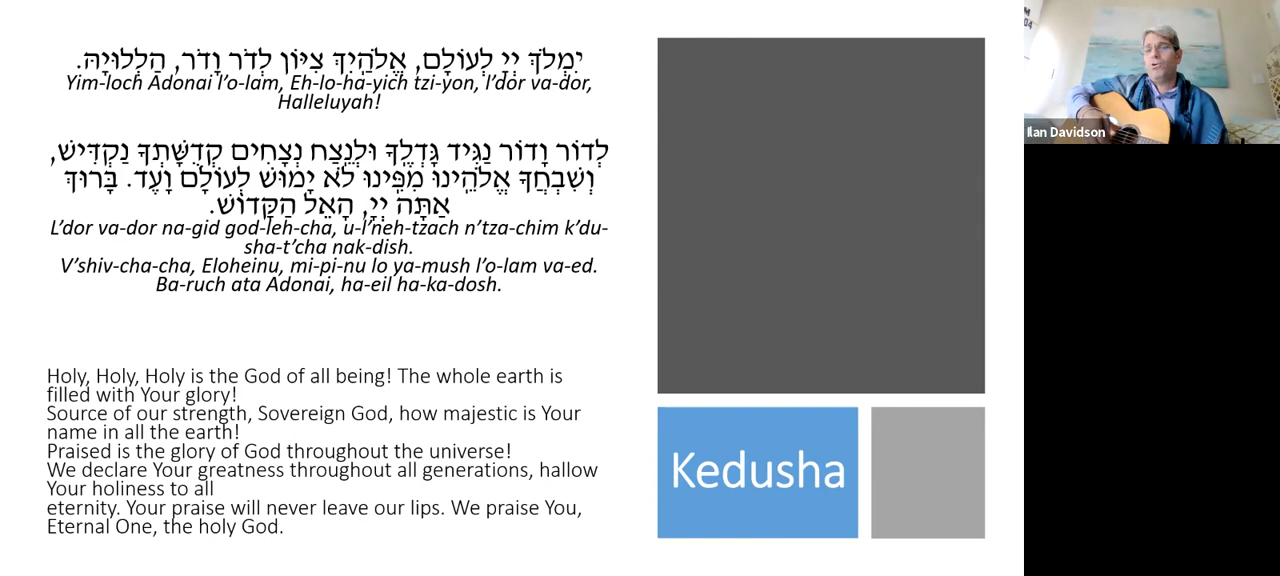 יִמְלֹךְ יְיָ לְעוֹלָם, אֱלֹהַיִךְ צִיּוֹן לְדֹר וָדֹר, הַלְלוּיָהּ.
Yim-loch Adonai l’o-lam, Eh-lo-ha-yich tzi-yon, l’dor va-dor,
Halleluyah!
לְדוֹר וָדוֹר נַגִּיד גָּדְלֶךָ וּלְנֵצַח נְצָחִים קְדֻשָּׁתְךָ נַקְדִּישׁ,
וְשִׁבְחֲךָ אֱלֹהֵינוּ מִפִּינוּ לֹא יָמוּשׁ לְעוֹלָם וָעֶד. בָּרוּךְ
אַתָּה יְיָ, הָאֵל הַקָּדוֹשׁ.
L’dor va-dor na-gid god-leh-cha, u-l’neh-tzach n’tza-chim k’du-
sha-t’cha nak-dish.
V’shiv-cha-cha, Eloheinu, mi-pi-nu lo ya-mush l’o-lam va-ed.
Ba-ruch ata Adonai, ha-eil ha-ka-dosh.
Holy, Holy, Holy is the God of all being! The whole earth is
filled with Your glory!
Source of our strength, Sovereign God, how majestic is Your
name in all the earth!
Praised is the glory of God throughout the universe!
We declare Your greatness throughout all generations, hallow
Your holiness to all
eternity. Your praise will never leave our lips. We praise You,
Eternal One, the holy God.
Kedusha
Ilan Davidson